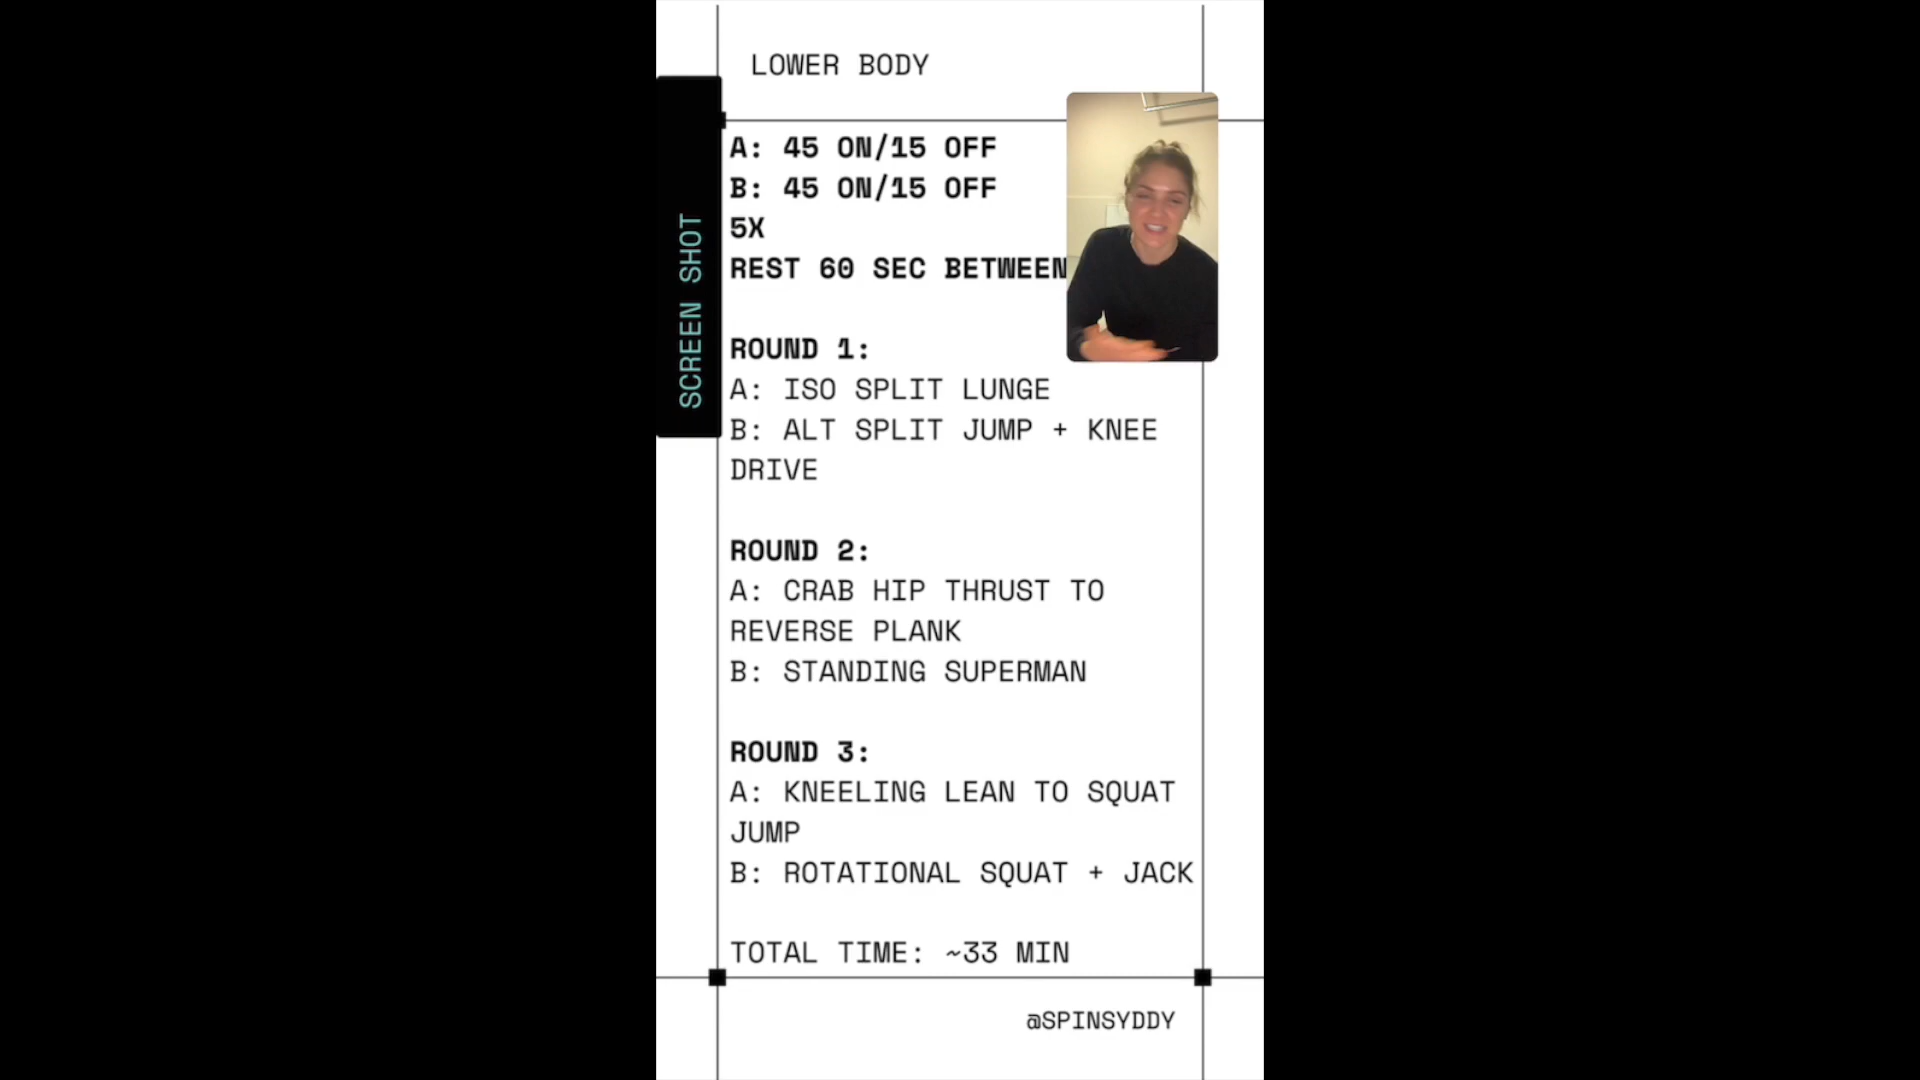 LOWER BODY
SCREEN SHOT
A: 45 ON/15 OFF
B: 45 ON/15 OFF
5X
REST 60 SEC BETWEEN
ROUND 1:
A: ISO SPLIT LUNGE
B: ALT SPLIT JUMP + KNEE
DRIVE
ROUND 2:
A: CRAB HIP THRUST TO
REVERSE PLANK
B: STANDING SUPERMAN
ROUND 3:
A: KNEELING LEAN TO SQUAT
JUMP
B: ROTATIONAL SQUAT + JACK
TOTAL TIME: ~33 MIN
@SPINSYDDY